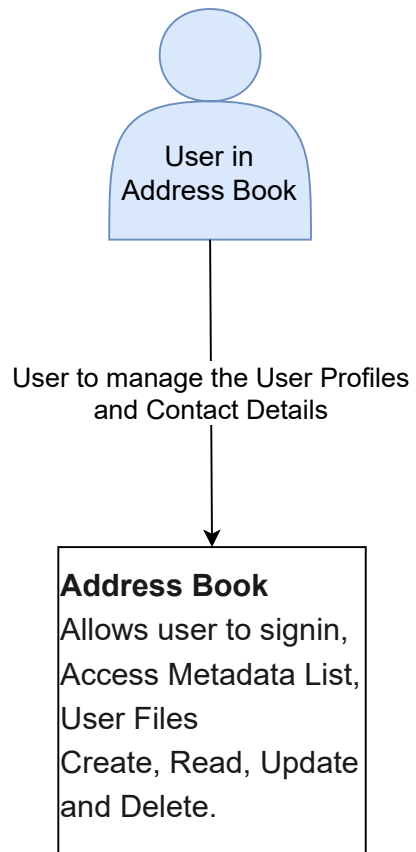 User in
Address Book
User to manage the User Profiles
and Contact Details
Address Book
Allows user to signin,
Access Metadata List,
User Files
Create, Read, Update
and Delete.